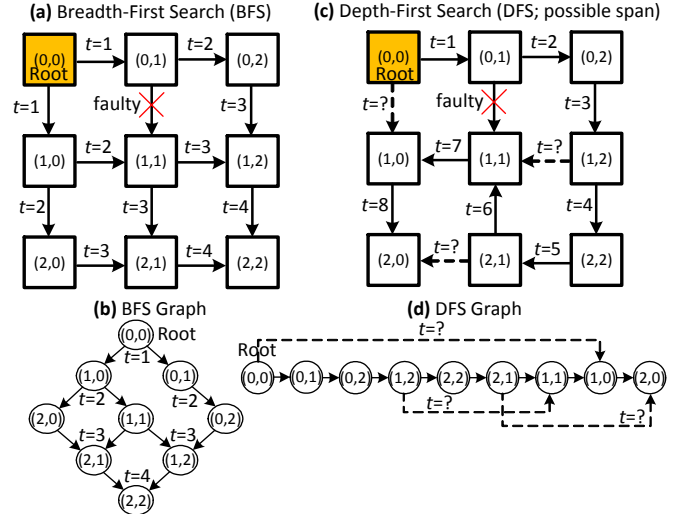 (a) Breadth-First Search (BFS)
(0,0) Root t=1 (0,1) t=2 (0,2)
t=1 faulty t=3
(1,0) t=2 (1,1) t=3 (1,2)
t=2 t=3 t=4
(2,0) t=3 (2,1) t=4 (2,2)
(c) Depth-First Search (DFS; possible span)
(0,0) Root t=1 (0,1) t=2 (0,2)
t=? faulty t=3
(1,0) t=7 (1,1) t=? (1,2)
t=8 t=6 t=4
(2,0) t=? (2,1) t=5 (2,2)
(b) BFS Graph
(0,0) Root
t=1
(1,0) (0,1)
t=2 t=2
(2,0) (1,1) (0,2)
t=3 t=3
(2,1) (1,2)
t=4
(2,2)
(d) DFS Graph
t=?
Root
(0,0) (0,1) (0,2) (1,2) (2,2) (2,1) (1,1) (1,0) (2,0)
t=? t=?